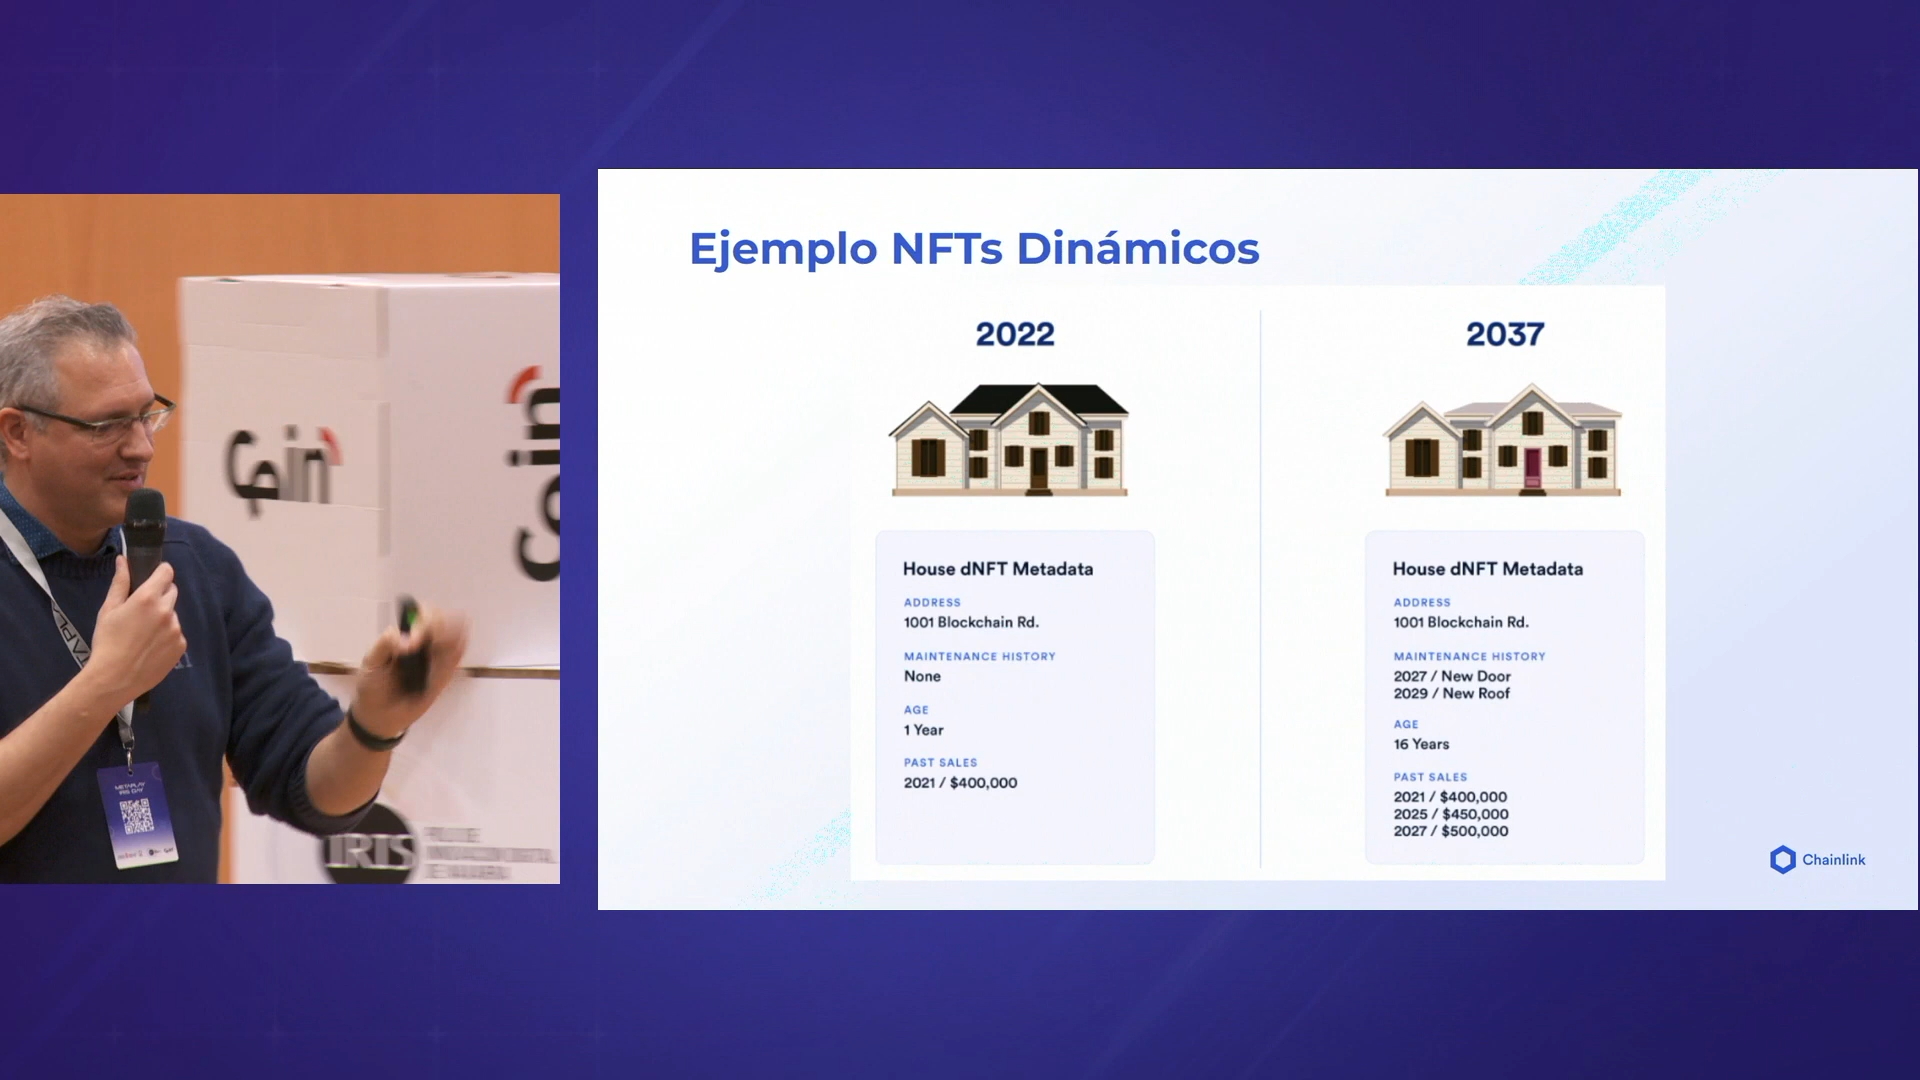 Ejemplo NFTs Dinámicos
2022
House dNFT Metadata
ADDRESS
1001 Blockchain Rd.
MAINTENANCE HISTORY
None
AGE
1 Year
PAST SALES
2021 / $400,000
2037
House dNFT Metadata
ADDRESS
1001 Blockchain Rd.
MAINTENANCE HISTORY
2027 / New Door
2029 / New Roof
AGE
16 Years
PAST SALES
2021 / $400,000
2025 / $450,000
2027 / $500,000
Chainlink
IRIS